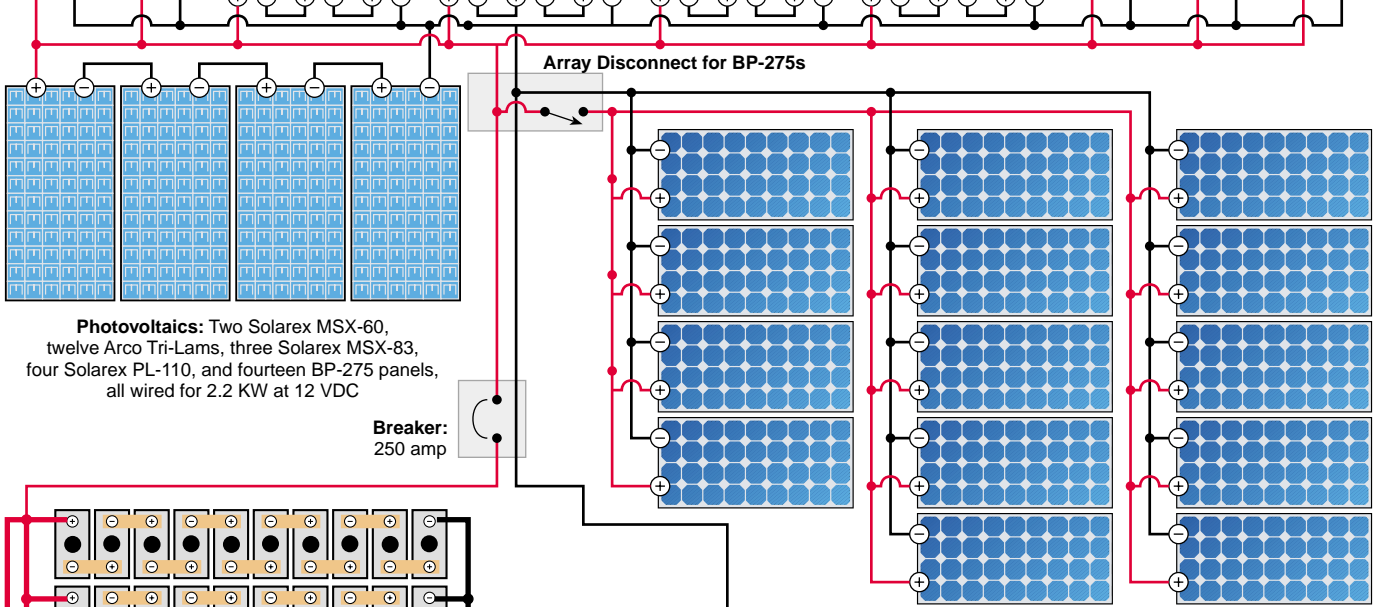 Array Disconnect for BP-275s
Photovoltaics: Two Solarex MSX-60,
twelve Arco Tri-Lams, three Solarex MSX-83,
four Solarex PL-110, and fourteen BP-275 panels,
all wired for 2.2 KW at 12 VDC
Breaker:
250 amp